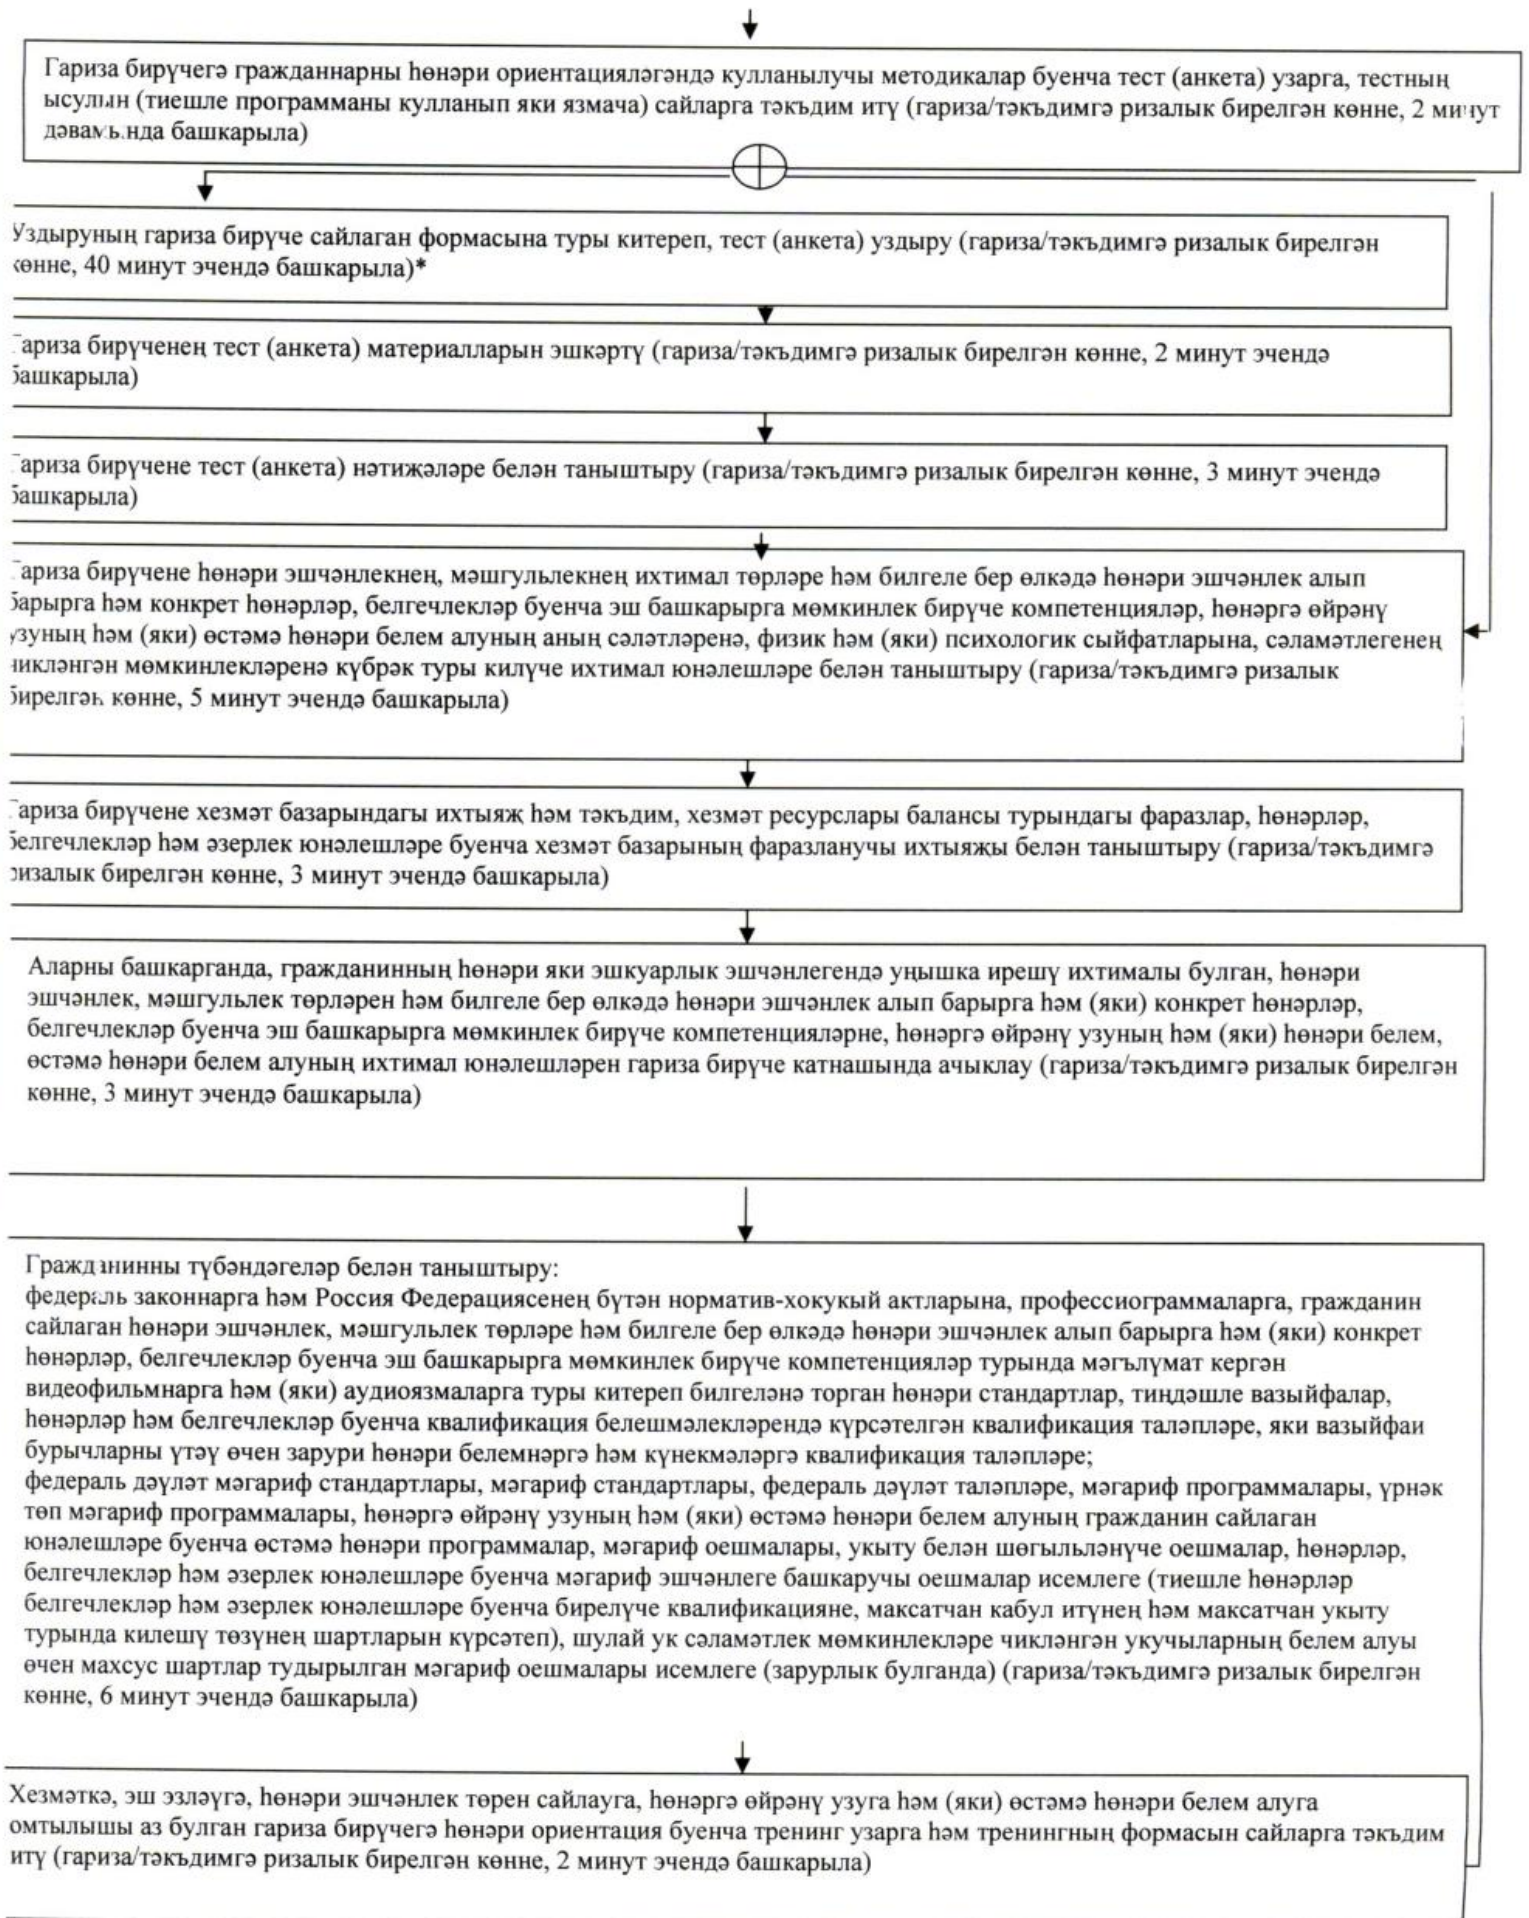 Гариза бирүчегә гражданнарны һөнәри ориентацияләгәндә кулланылучы методикалар буенча тест (анкета) узарга, тестның
ысулын (тиешле программаны кулланып яки язмача) сайларга тәкъдим итү (гариза/тәкъдимгә ризалык бирелгән көнне, 2 минут
дәвамында башкарыла)
Уздыруның гариза бирүче сайлаган формасына туры китереп, тест (анкета) уздыру (гариза/тәкъдимгә ризалык бирелгән
көнне, 40 минут эчендә башкарыла)*
Гариза бирүченең тест (анкета) материалларын эшкәртү (гариза/тәкъдимгә ризалык бирелгән көнне, 2 минут эчендә
башкарыла)
Гариза бирүчене тест (анкета) нәтиҗәләре белән таныштыру (гариза/тәкъдимгә ризалык бирелгән көнне, 3 минут эчендә
башкарыла)
Гариза бирүчене һөнәри эшчәнлекнең, мәшгульлекнең ихтимал төрләре һәм билгеле бер өлкәдә һөнәри эшчәнлек алып
барырга һәм конкрет һөнәрләр, белгечлекләр буенча эш башкарырга мөмкинлек бирүче компетенцияләр, һөнәргә өйрәнү
узуның һәм (яки) өстәмә һөнәри белем алуның аның сәләтләренә, физик һәм (яки) психологик сыйфатларына, сәламәтлегенең
чикләнгән мөмкинлекләренә күбрәк туры килүче ихтимал юнәлешләре белән таныштыру (гариза/тәкъдимгә ризалык
бирелгән көнне, 5 минут эчендә башкарыла)
Гариза бирүчене хезмәт базарындагы ихтыяҗ һәм тәкъдим, хезмәт ресурслары балансы турындагы фаразлар, һөнәрләр,
белгечлекләр һәм әзерлек юнәлешләре буенча хезмәт базарының фаразланучы ихтыяҗы белән таныштыру (гариза/тәкъдимгә
ризалык бирелгән көнне, 3 минут эчендә башкарыла)
Аларны башкарганда, гражданинның һөнәри яки эшкуарлык эшчәнлегендә уңышка ирешү ихтималы булган, һөнәри
эшчәнлек, мәшгульлек төрләрен һәм билгеле бер өлкәдә һөнәри эшчәнлек алып барырга һәм (яки) конкрет һөнәрләр,
белгечлекләр буенча эш башкарырга мөмкинлек бирүче компетенцияләрне, һөнәргә өйрәнү узуның һәм (яки) һөнәри белем,
өстәмә һөнәри белем алуның ихтимал юнәлешләрен гариза бирүче катнашында ачыклау (гариза/тәкъдимгә ризалык бирелгән
көнне, 3 минут эчендә башкарыла)
Гражданинны түбәндәгеләр белән таныштыру:
федераль законнарга һәм Россия Федерациясенең бүтән норматив-хокукый актларына, профессиограммаларга, гражданин
сайлаган һөнәри эшчәнлек, мәшгульлек төрләре һәм билгеле бер өлкәдә һөнәри эшчәнлек алып барырга һәм (яки) конкрет
һөнәрләр, белгечлекләр буенча эш башкарырга мөмкинлек бирүче компетенцияләр турында мәгълүмат кергән
видеофильмнарга һәм (яки) аудиоязмаларга туры китереп билгеләнә торган һөнәри стандартлар, тиңдәшле вазыйфалар,
һөнәрләр һәм белгечлекләр буенча квалификация белешмәлекләрендә күрсәтелгән квалификация таләпләре, яки вазыйфаи
бурычларны үтәү өчен зарури һөнәри белемнәргә һәм күнекмәләргә квалификация таләпләре;
федераль дәүләт мәгариф стандартлары, мәгариф стандартлары, федераль дәүләт таләпләре, мәгариф программалары, үрнәк
төп мәгариф программалары, һөнәргә өйрәнү узуның һәм (яки) өстәмә һөнәри белем алуның гражданин сайлаган
юнәлешләре буенча өстәмә һөнәри программалар, мәгариф оешмалары, укыту белән шөгыльләнүче оешмалар, һөнәрләр,
белгечлекләр һәм әзерлек юнәлешләре буенча мәгариф эшчәнлеге башкаручы оешмалар исемлеге (тиешле һөнәрләр
белгечлекләр һәм әзерлек юнәлешләре буенча бирелүче квалификацияне, максатчан кабул итүнең һәм максатчан укыту
турында килешү төзүнең шартларын күрсәтеп), шулай ук сәламәтлек мөмкинлекләре чикләнгән укучыларның белем алуы
өчен махсус шартлар тудырылган мәгариф оешмалары исемлеге (зарурлык булганда) (гариза/тәкъдимгә ризалык бирелгән
көнне, 6 минут эчендә башкарыла)
Хезмәткә, эш эзләүгә, һөнәри эшчәнлек төрен сайлауга, һөнәргә өйрәнү узуга һәм (яки) өстәмә һөнәри белем алуга
омтылышы аз булган гариза бирүчегә һөнәри ориентация буенча тренинг узарга һәм тренингның формасын сайларга тәкъдим
итү (гариза/тәкъдимгә ризалык бирелгән көнне, 2 минут эчендә башкарыла)